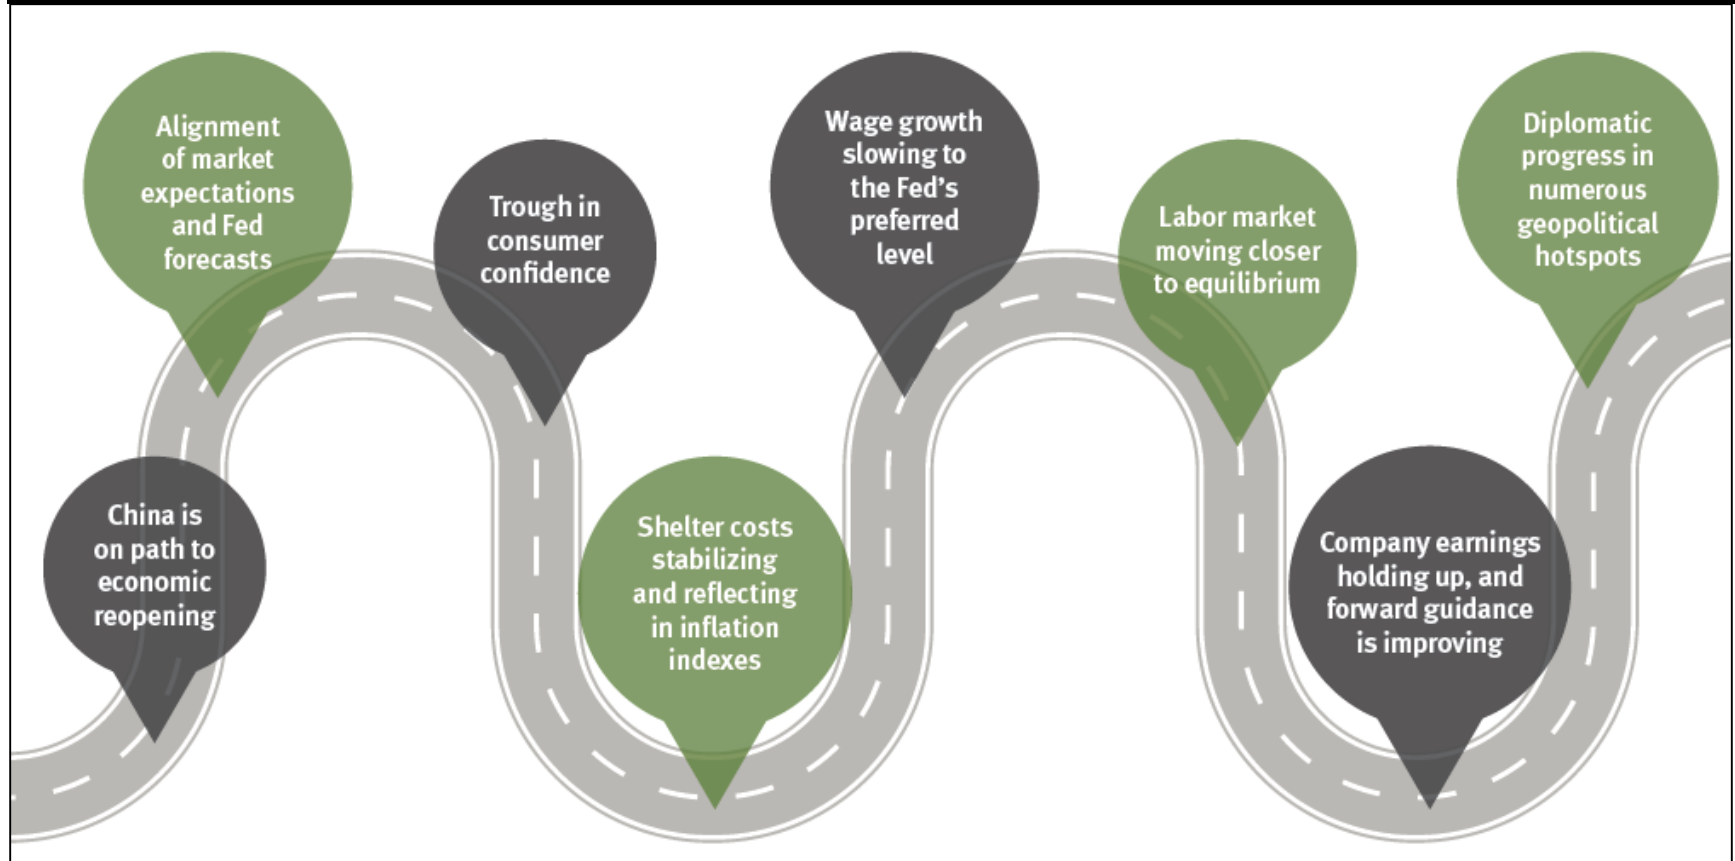 China is
on path to
economic
reopening
Alignment
of market
expectations
and Fed
forecasts
Trough in
consumer
confidence
Shelter costs
stabilizing
and reflecting
in inflation
indexes
Wage growth
slowing to
the Fed’s
preferred
level
Labor market
moving closer
to equilibrium
Company earnings
holding up, and
forward guidance
is improving
Diplomatic
progress in
numerous
geopolitical
hotspots